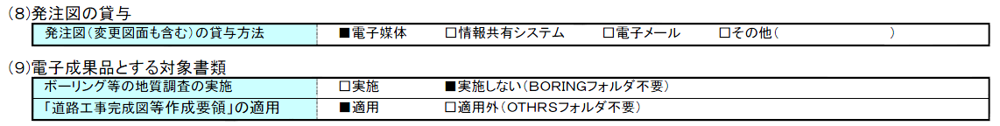 (8)発注図の貸与
発注図(変更図面も含む)の貸与方法 ■電子媒体 □情報共有システム □電子メール □その他( )
(9)電子成果品とする対象書類
ボーリング等の地質調査の実施 □実施 ■実施しない(BORINGフォルダ不要)
「道路工事完成図等作成要領」の適用 ■適用 □適用外(OTHRSフォルダ不要)